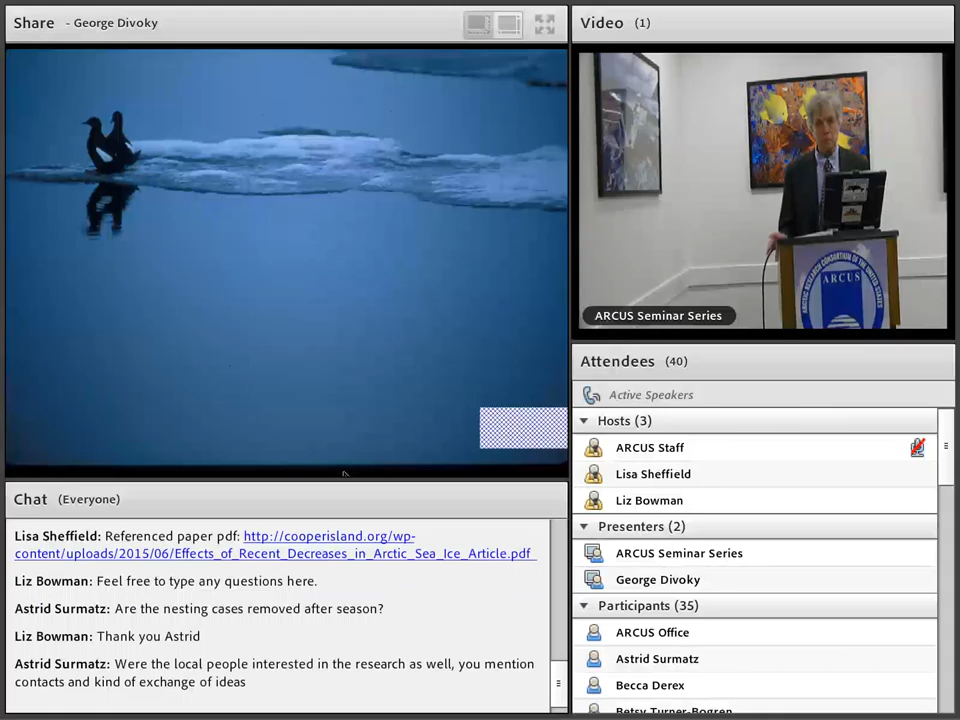 Share - George Divoky
Video (1)
ARCUS
ARCUS Seminar Series
Attendees (40)
Active Speakers
Hosts (3)
ARCUS Staff
Lisa Sheffield
Liz Bowman
Presenters (2)
ARCUS Seminar Series
George Divoky
Participants (35)
ARCUS Office
Astrid Surmatz
Becca Derex
Betsy Turner-Bogren
Chat (Everyone)
Lisa Sheffield: Referenced paper pdf: http://cooperisland.org/wp-
content/uploads/2015/06/Effects_of_Recent_Decreases_in_Arctic_Sea_Ice_Article.pdf
Liz Bowman: Feel free to type any questions here.
Astrid Surmatz: Are the nesting cases removed after season?
Liz Bowman: Thank you Astrid
Astrid Surmatz: Were the local people interested in the research as well, you mention
contacts and kind of exchange of ideas